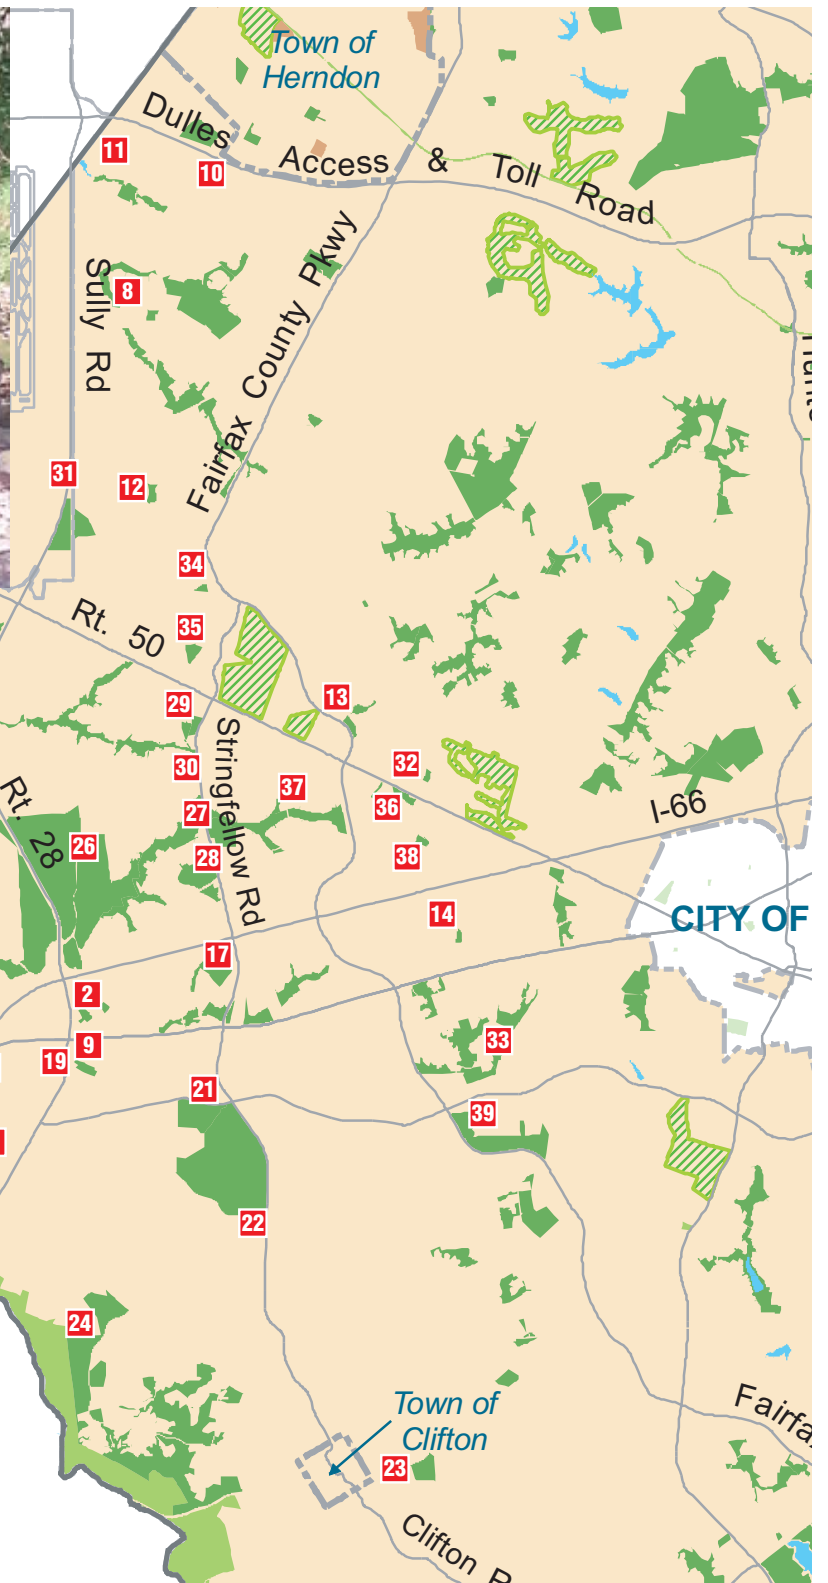 Town of
Herndon
Dulles
Access & Toll Road
11
10
Sully Rd
8
Fairfax County Pkwy
31
12
34
Rt. 50
35
29
13
Stringfellow Rd
30
32
37
36
27
Rt. 28
26
28
38
I-66
14
CITY OF
17
2
9
19
33
21
39
22
24
Town of
Clifton
23
Clifton